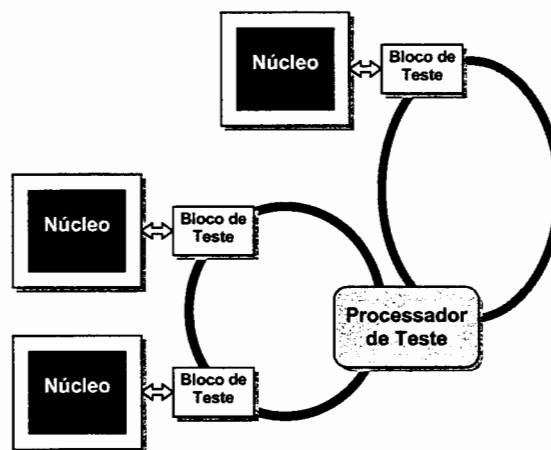 Núcleo
Bloco de
Teste
Núcleo
Bloco de
Teste
Processador
de Teste
Núcleo
Bloco de
Teste